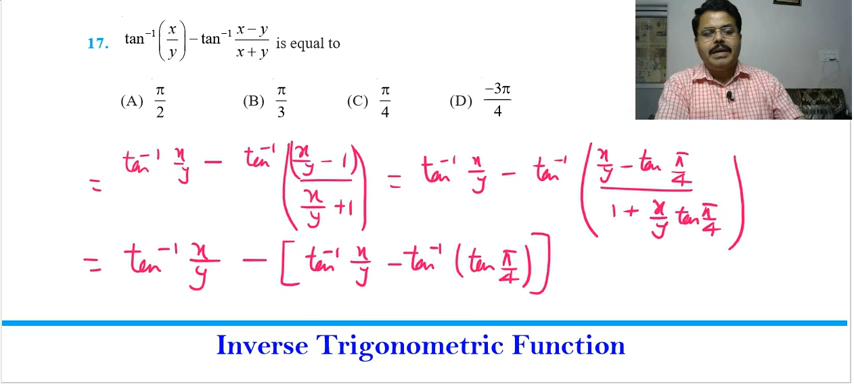 17. tan⁻¹(x/y) − tan⁻¹ (x − y)/(x + y) is equal to
(A) π/2 (B) π/3 (C) π/4 (D) −3π/4
= tan⁻¹ x/y − tan⁻¹((x/y − 1)/(x/y + 1)) = tan⁻¹ x/y − tan⁻¹((x/y − tan π/4)/(1 + x/y tan π/4))
= tan⁻¹ x/y − [tan⁻¹ x/y − tan⁻¹(tan π/4)]
Inverse Trigonometric Function